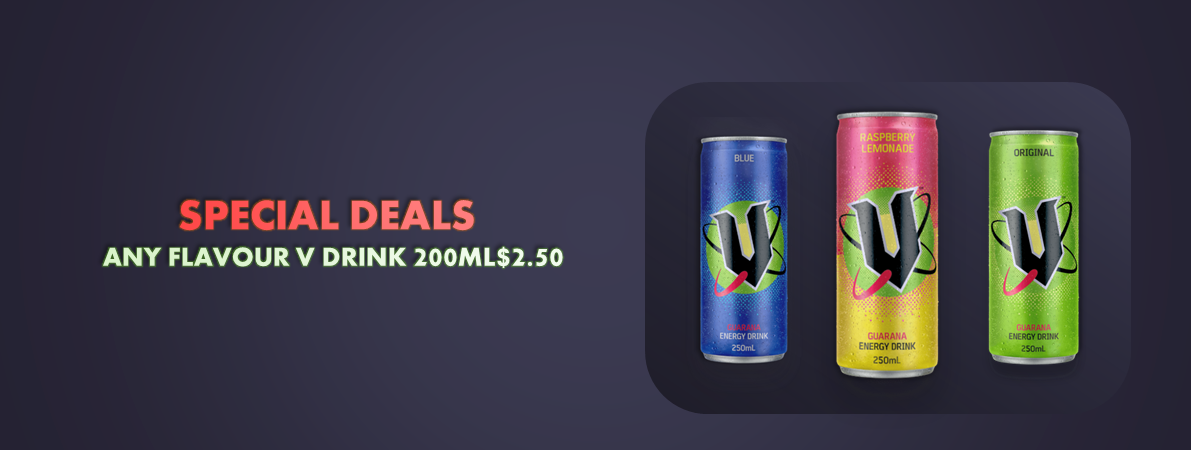 SPECIAL DEALS
ANY FLAVOUR V DRINK 200ML$2.50
BLUE
V
GUARANA
ENERGY DRINK
250mL
RASPBERRY
LEMONADE
V
GUARANA
ENERGY DRINK
250mL
ORIGINAL
V
GUARANA
ENERGY DRINK
250mL